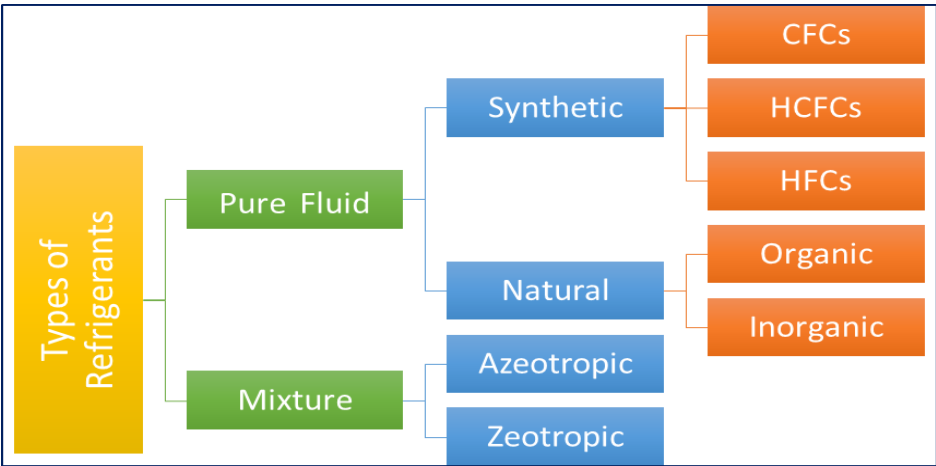 Types of
Refrigerants
Pure Fluid
Mixture
Synthetic
Natural
Azeotropic
Zeotropic
CFCs
HCFCs
HFCs
Organic
Inorganic